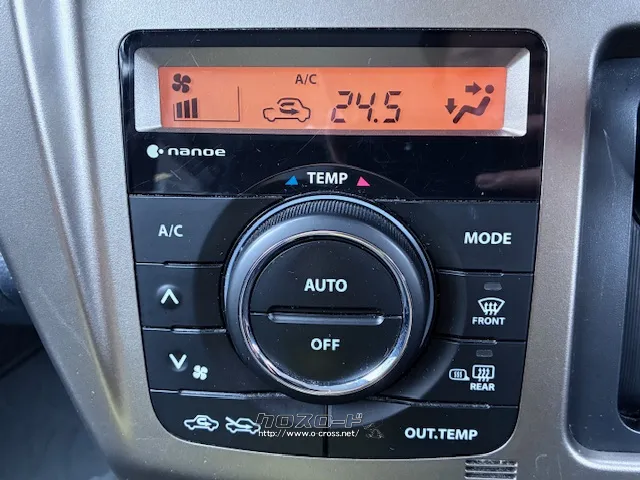 A/C
24.5
nanoe
TEMP
A/C
MODE
AUTO
OFF
FRONT
REAR
クロスロード
http://www.o-cross.net/
OUT.TEMP